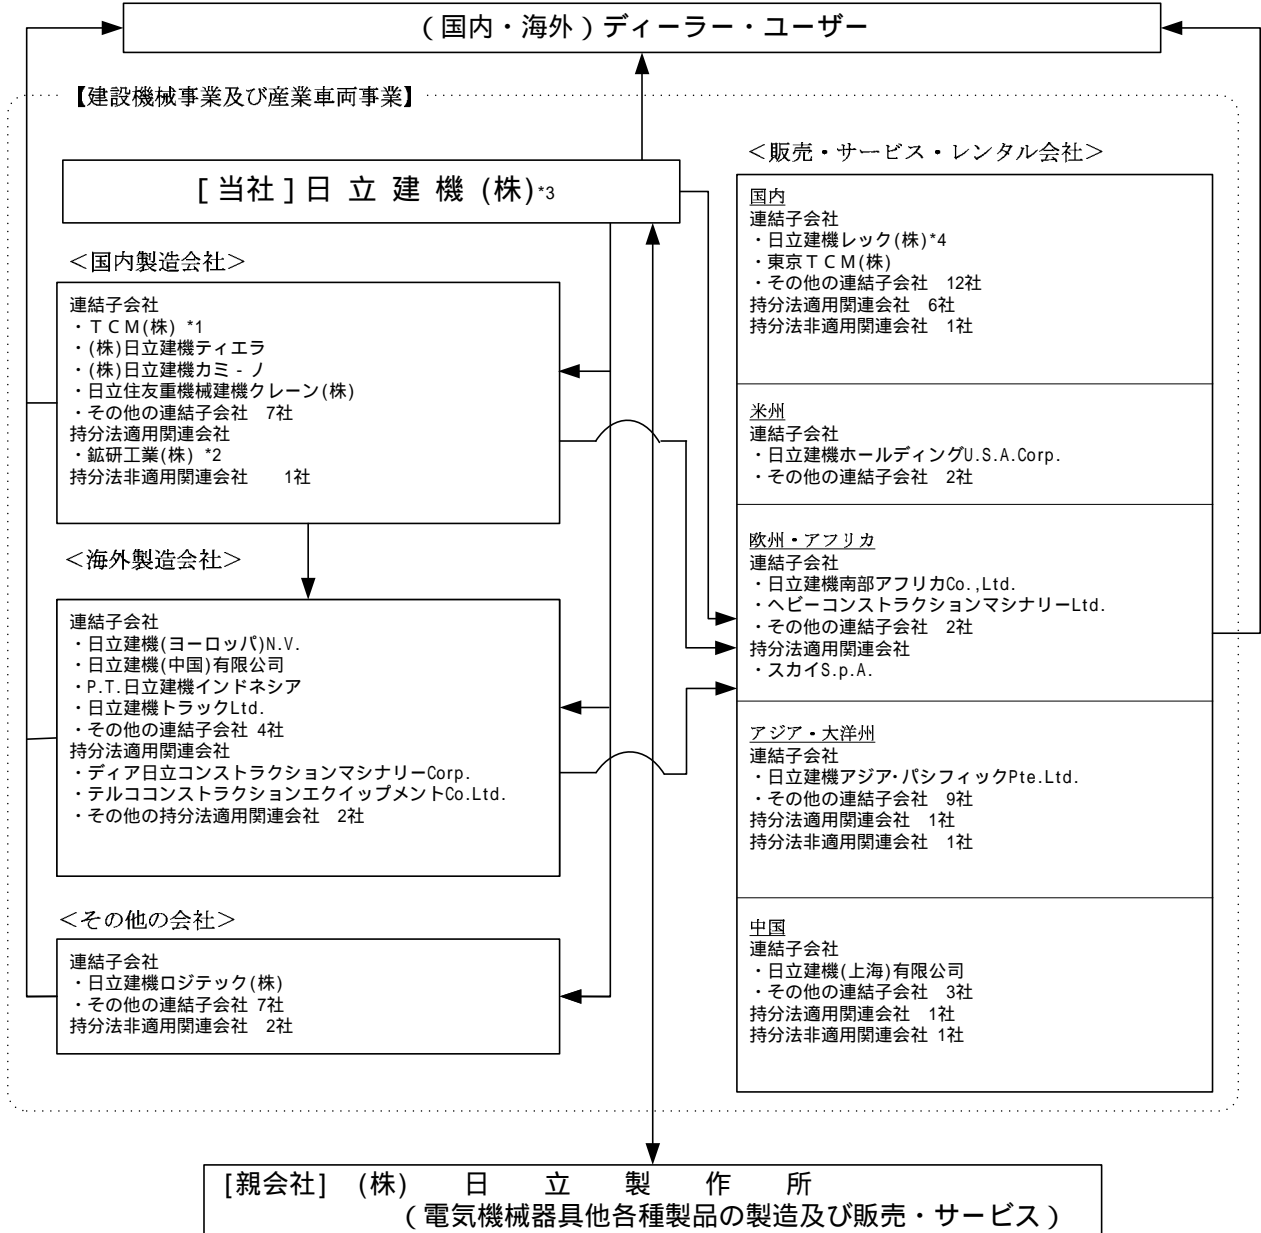 (国内・海外)ディーラー・ユーザー
【建設機械事業及び産業車両事業】
[当社]日 立 建 機 (株)*3
<国内製造会社>
連結子会社
・TCM(株) *1
・(株)日立建機ティエラ
・(株)日立建機カミ-ノ
・日立住友重機械建機クレーン(株)
・その他の連結子会社 7社
持分法適用関連会社
・鉱研工業(株) *2
持分法非適用関連会社 1社
<海外製造会社>
連結子会社
・日立建機(ヨーロッパ)N.V.
・日立建機(中国)有限公司
・P.T.日立建機インドネシア
・日立建機トラックLtd.
・その他の連結子会社 4社
持分法適用関連会社
・ディア日立コンストラクションマシナリーCorp.
・テルココンストラクションエクイップメントCo.Ltd.
・その他の持分法適用関連会社 2社
<その他の会社>
連結子会社
・日立建機ロジテック(株)
・その他の連結子会社 7社
持分法非適用関連会社 2社
<販売・サービス・レンタル会社>
国内
連結子会社
・日立建機レック(株)*4
・東京TCM(株)
・その他の連結子会社 12社
持分法適用関連会社 6社
持分法非適用関連会社 1社
米州
連結子会社
・日立建機ホールディングU.S.A.Corp.
・その他の連結子会社 2社
欧州・アフリカ
連結子会社
・日立建機南部アフリカCo.,Ltd.
・ヘビーコンストラクションマシナリーLtd.
・その他の連結子会社 2社
持分法適用関連会社
・スカイS.p.A.
アジア・大洋州
連結子会社
・日立建機アジア・パシフィックPte.Ltd.
・その他の連結子会社 9社
持分法適用関連会社 1社
持分法非適用関連会社 1社
中国
連結子会社
・日立建機(上海)有限公司
・その他の連結子会社 3社
持分法適用関連会社 1社
持分法非適用関連会社 1社
[親会社] (株) 日 立 製 作 所
(電気機械器具他各種製品の製造及び販売・サービス)